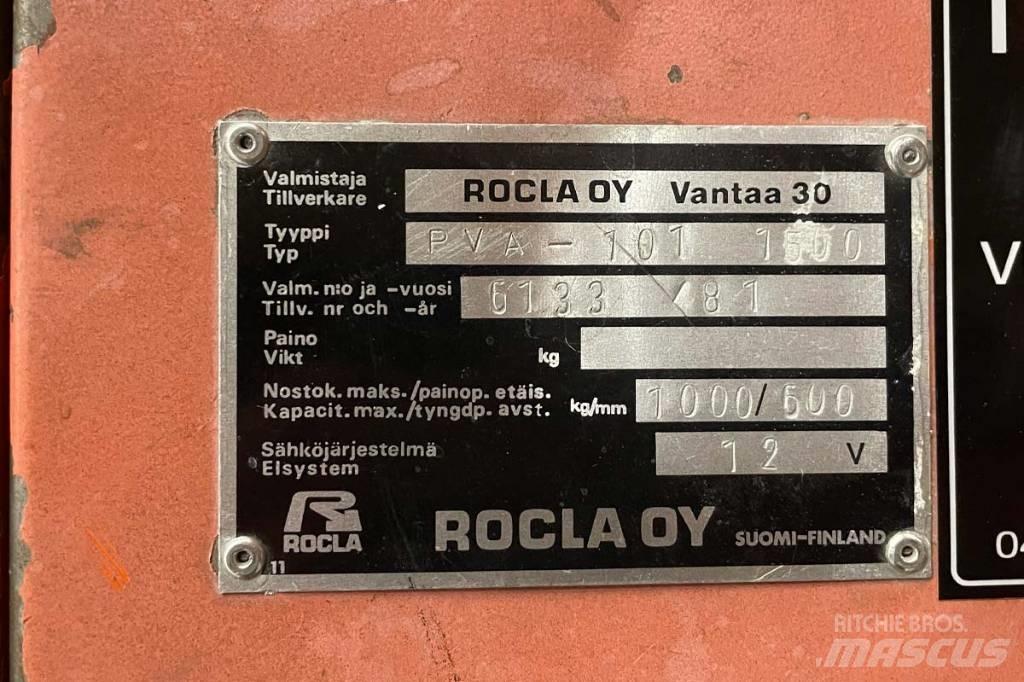 Valmistaja
Tillverkare
ROCLA OY Vantaa 30
Tyyppi
Typ
PVA-101
Valm. n:o ja -vuosi
Tillv. nr och -år
6133 /81
Paino
Vikt kg
Nostok. maks./painop. etäis.
Kapacit. max./tyngdp. avst. kg/mm 1000/600
Sähköjärjestelmä
Elsystem
12 V
ROCLA
ROCLA OY SUOMI-FINLAND
11
V
04
RITCHIE BROS.
MASCUS